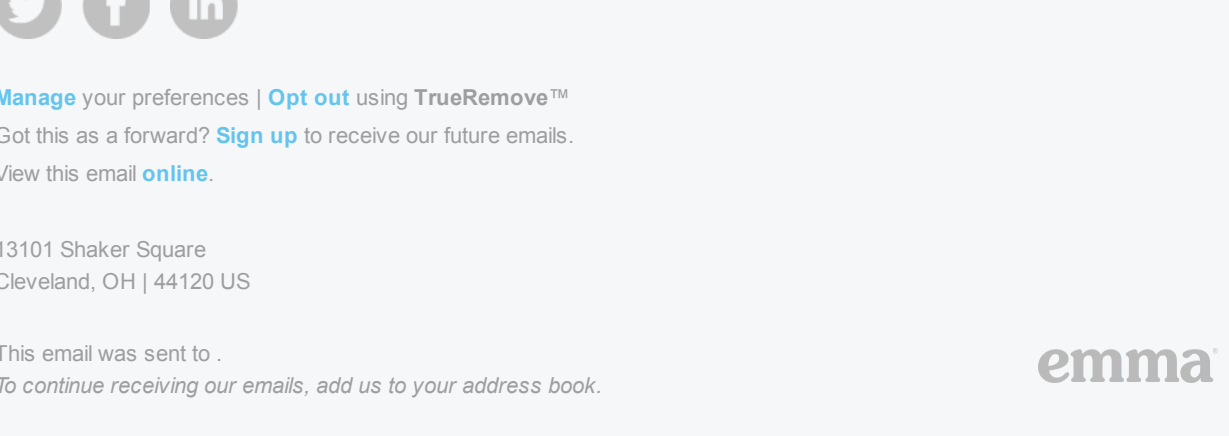 Manage your preferences | Opt out using TrueRemove™
Got this as a forward? Sign up to receive our future emails.
View this email online.
13101 Shaker Square
Cleveland, OH | 44120 US
This email was sent to .
To continue receiving our emails, add us to your address book.
emma®